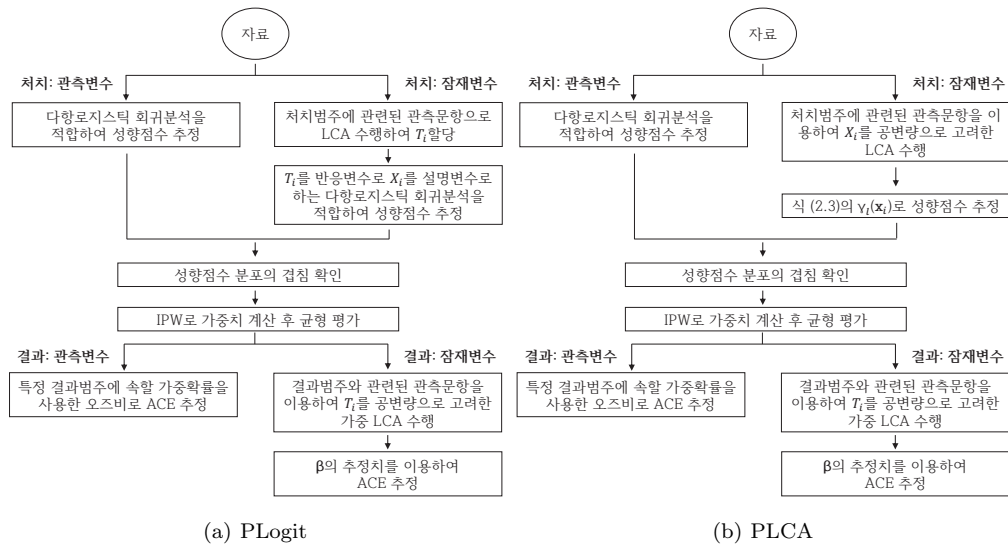 자료
처치: 관측변수
처치: 잠재변수
다항로지스틱 회귀분석을
적합하여 성향점수 추정
처치범주에 관련된 관측문항으로
LCA 수행하여 T_i할당
T_i를 반응변수로 X_i를 설명변수로
하는 다항로지스틱 회귀분석을
적합하여 성향점수 추정
성향점수 분포의 겹침 확인
IPW로 가중치 계산 후 균형 평가
결과: 관측변수
결과: 잠재변수
특정 결과범주에 속할 가중확률을
사용한 오즈비로 ACE 추정
결과범주와 관련된 관측문항을
이용하여 T_i를 공변량으로 고려한
가중 LCA 수행
β의 추정치를 이용하여
ACE 추정
(a) PLogit
자료
처치: 관측변수
처치: 잠재변수
다항로지스틱 회귀분석을
적합하여 성향점수 추정
처치범주에 관련된 관측문항을 이
용하여 X_i를 공변량으로 고려한
LCA 수행
식 (2.3)의 γ_l(x_i)로 성향점수 추정
성향점수 분포의 겹침 확인
IPW로 가중치 계산 후 균형 평가
결과: 관측변수
결과: 잠재변수
특정 결과범주에 속할 가중확률을
사용한 오즈비로 ACE 추정
결과범주와 관련된 관측문항을
이용하여 T_i를 공변량으로 고려한
가중 LCA 수행
β의 추정치를 이용하여
ACE 추정
(b) PLCA